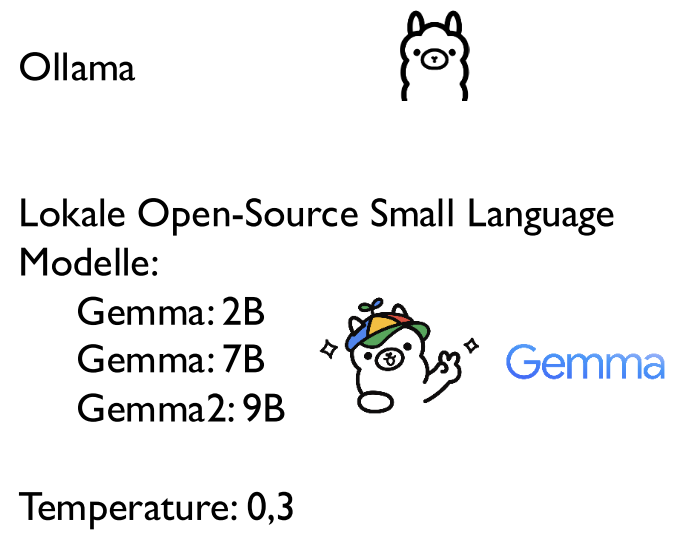 Ollama
Lokale Open-Source Small Language
Modelle:
Gemma: 2B
Gemma: 7B
Gemma2: 9B
Gemma
Temperature: 0,3